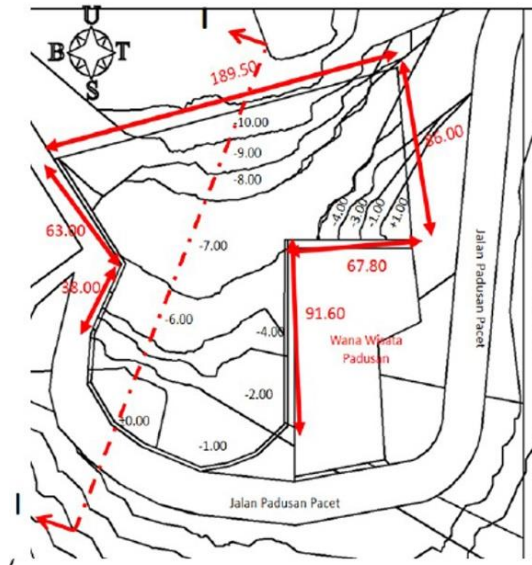 U
B T
S
I
189.50
-10.00
-9.00
-8.00
86.00
-4.00
-3.00
-1.00
+1.00
63.00
-7.00
67.80
38.00
91.60
-6.00
-4.00
Wana Wisata
Padusan
Jalan Padusan Pacet
-2.00
+0.00
-1.00
Jalan Padusan Pacet
I